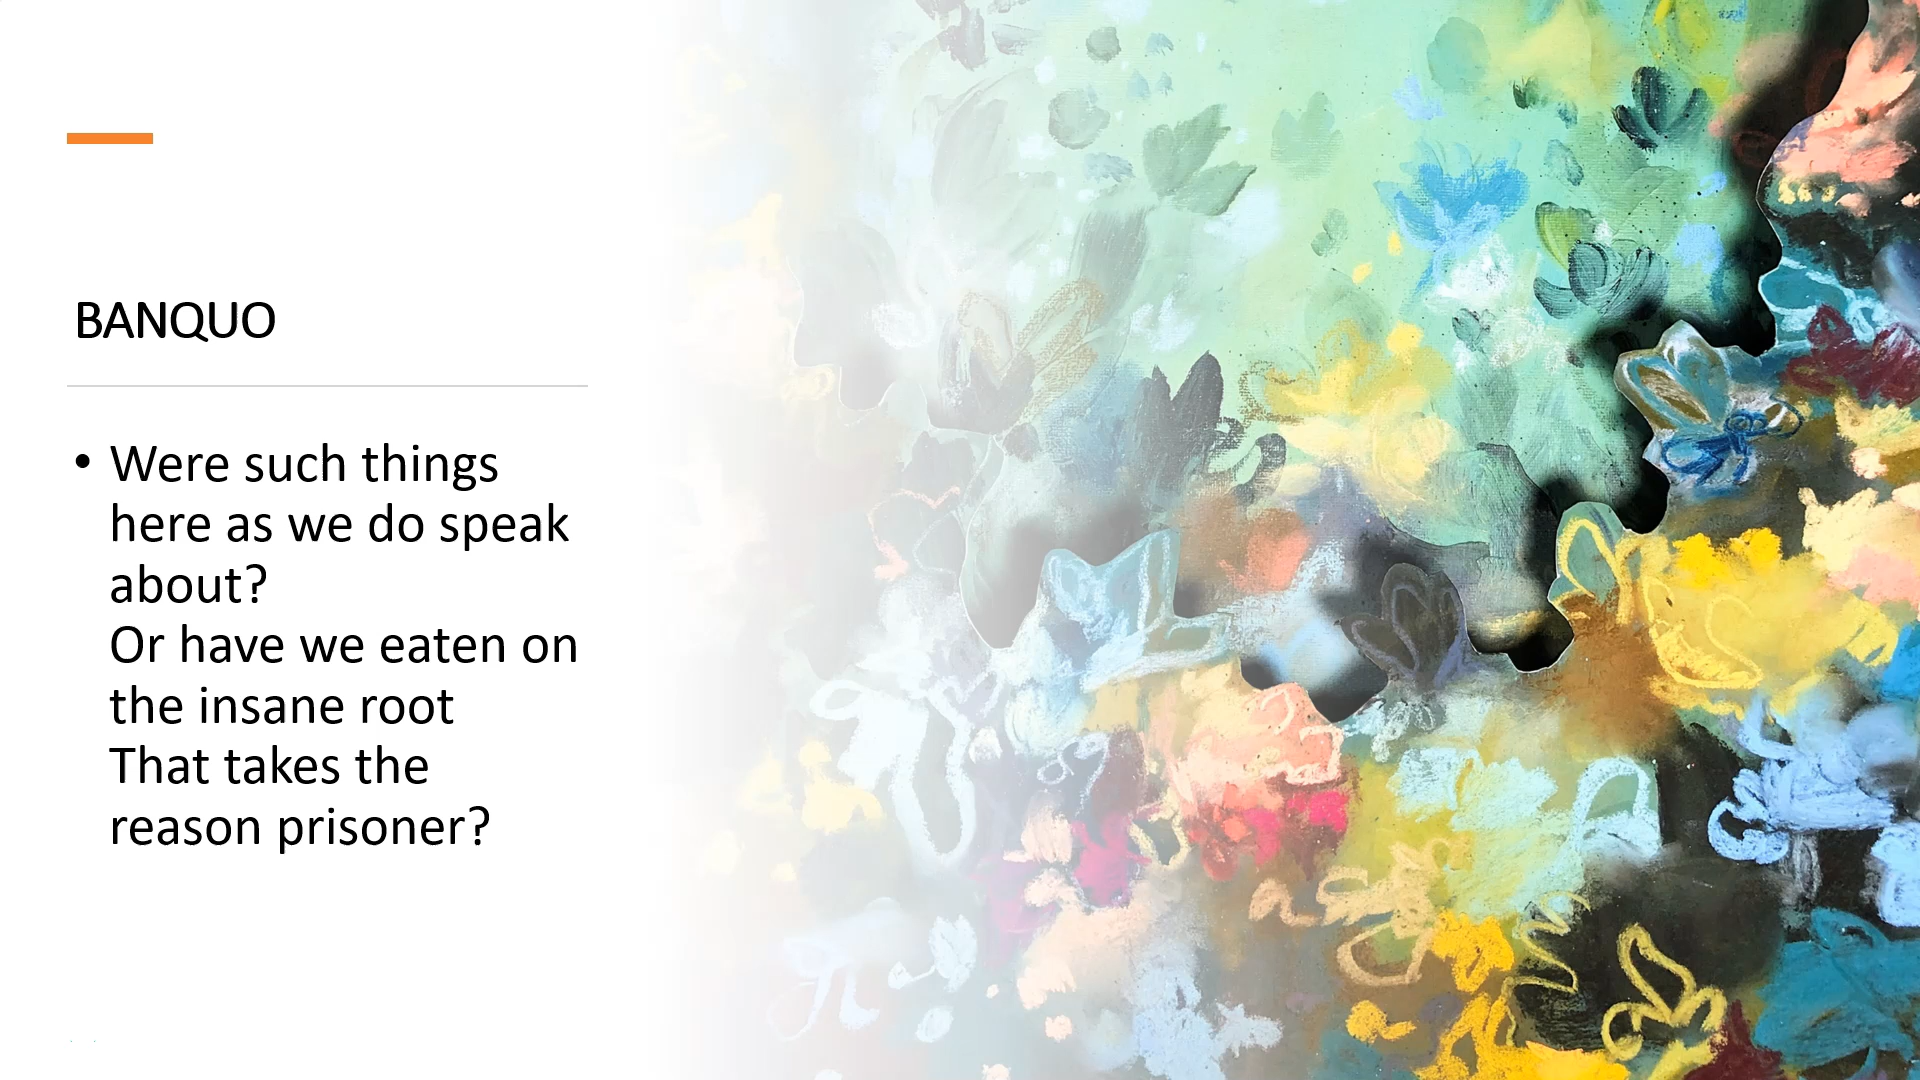 BANQUO
• Were such things
here as we do speak
about?
Or have we eaten on
the insane root
That takes the
reason prisoner?